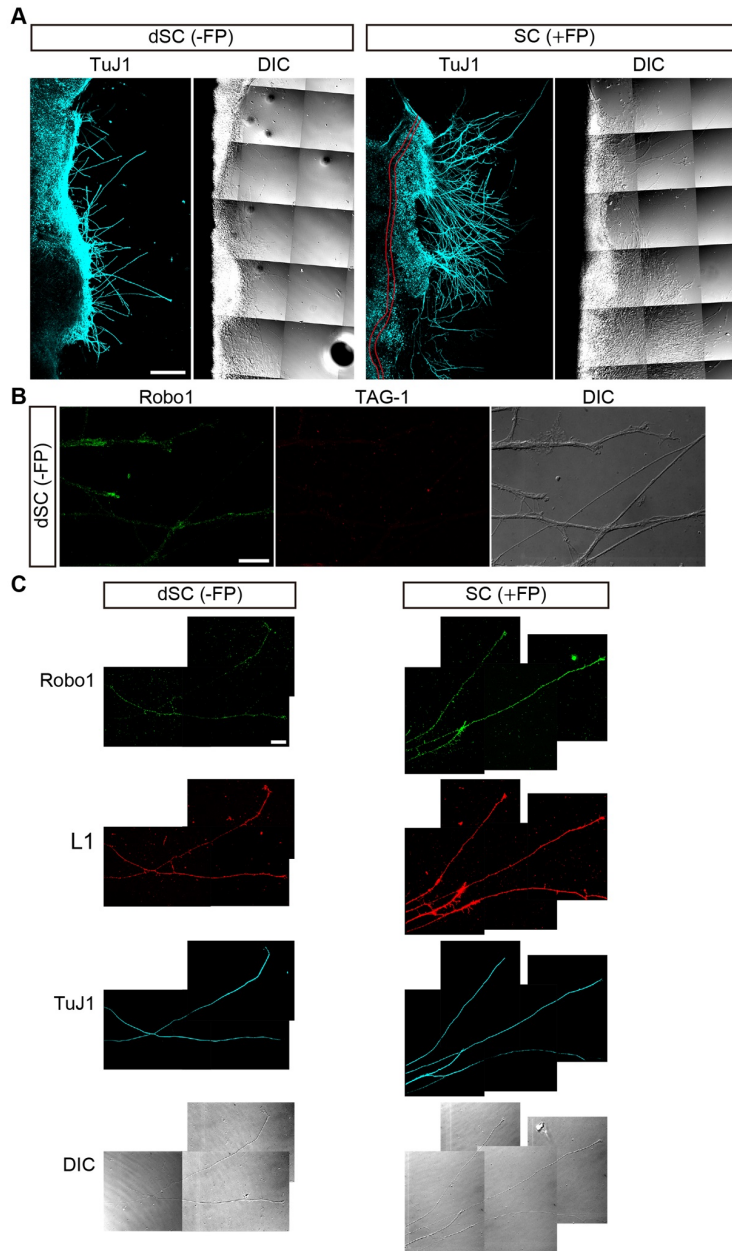 A
dSC (-FP)
SC (+FP)
TuJ1
DIC
TuJ1
DIC
B
Robo1
TAG-1
DIC
dSC (-FP)
C
dSC (-FP)
SC (+FP)
Robo1
L1
TuJ1
DIC